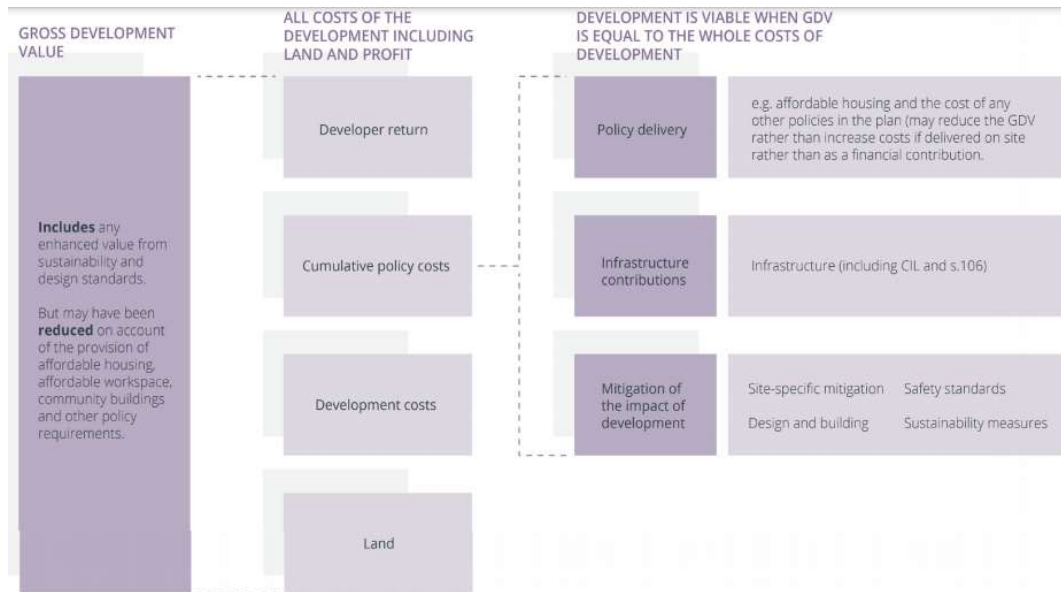 GROSS DEVELOPMENT
VALUE
Includes any
enhanced value from
sustainability and
design standards.
But may have been
reduced on account
of the provision of
affordable housing,
affordable workspace,
community buildings
and other policy
requirements.
ALL COSTS OF THE
DEVELOPMENT INCLUDING
LAND AND PROFIT
Developer return
Cumulative policy costs
Development costs
Land
DEVELOPMENT IS VIABLE WHEN GDV
IS EQUAL TO THE WHOLE COSTS OF
DEVELOPMENT
Policy delivery
e.g. affordable housing and the cost of any
other policies in the plan (may reduce the GDV
rather than increase costs if delivered on site
rather than as a financial contribution.
Infrastructure
contributions
Infrastructure (including CIL and s.106)
Mitigation of
the impact of
development
Site-specific mitigation Safety standards
Design and building Sustainability measures